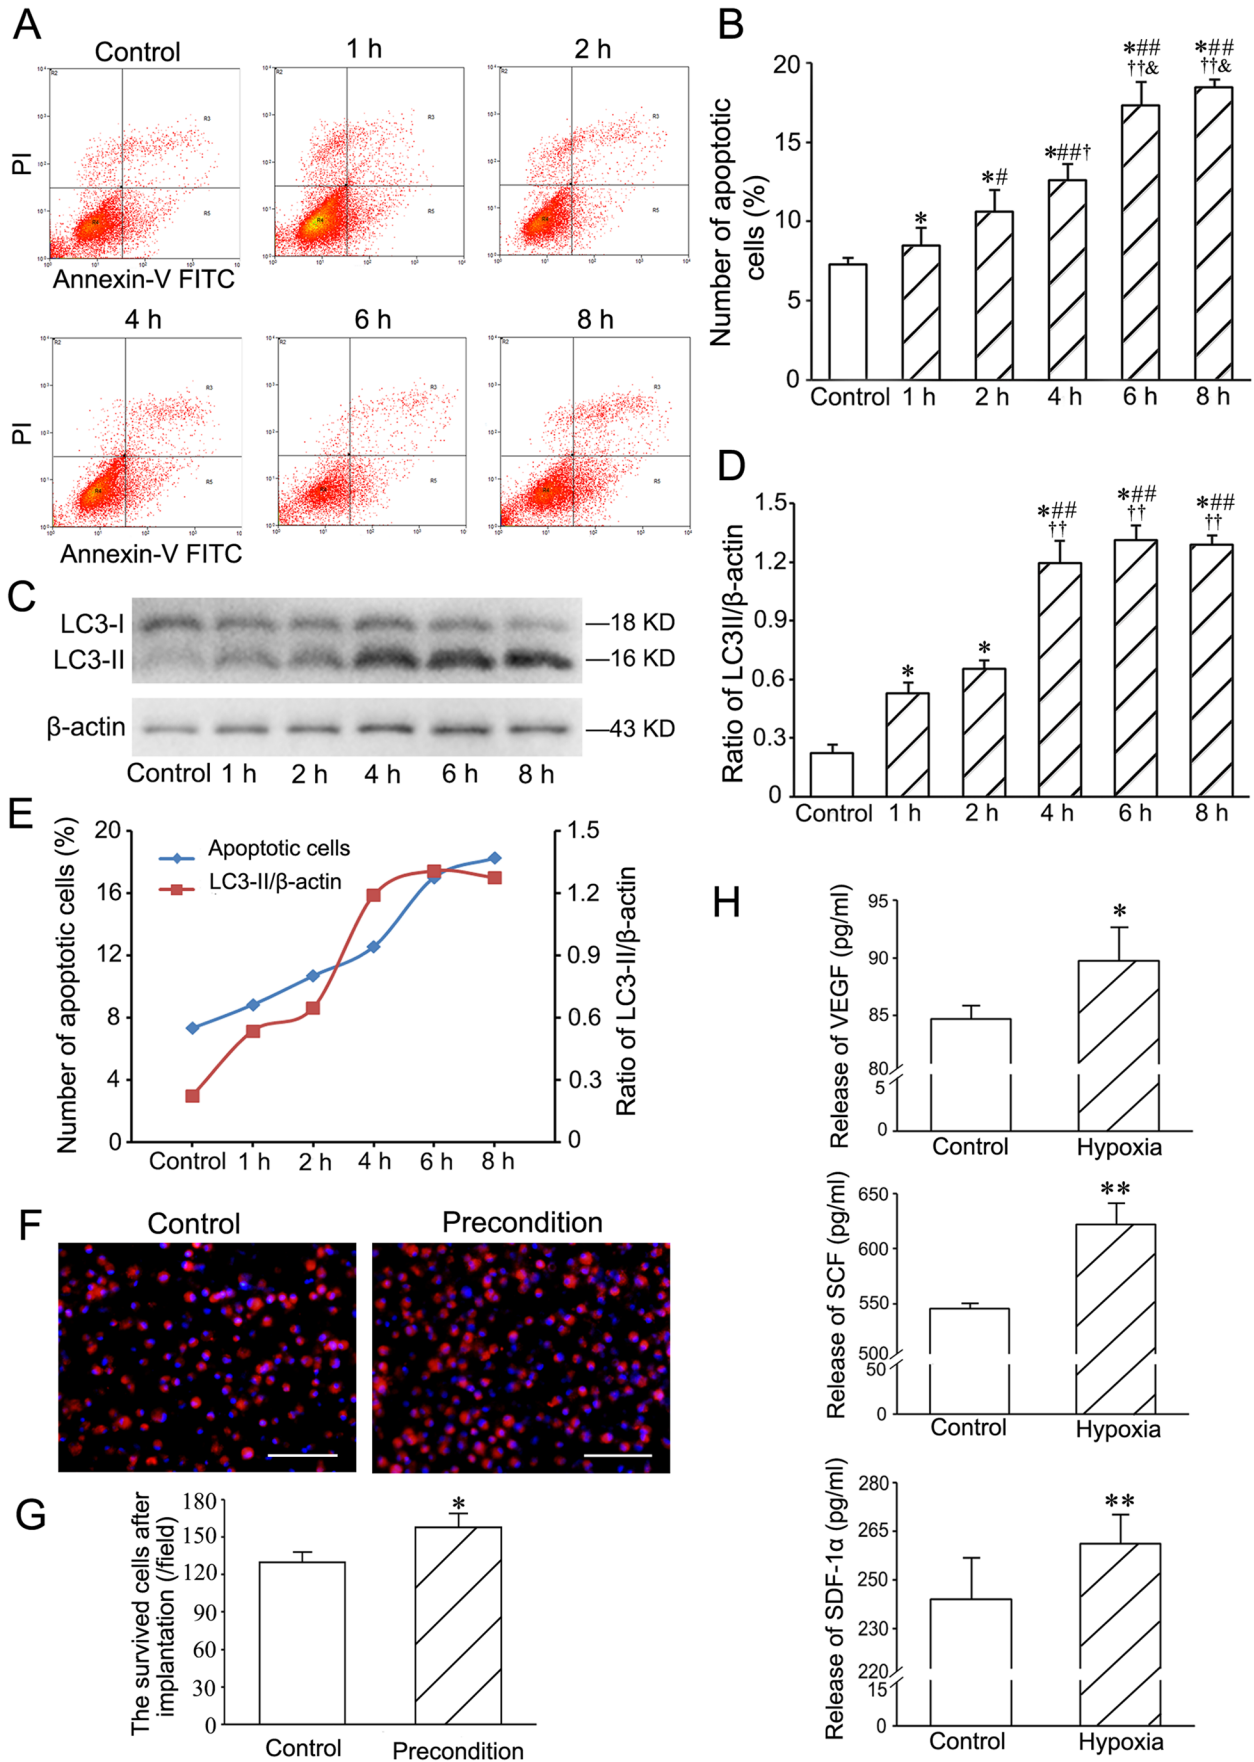 A
Control
1 h
2 h
PI
R2
R3
R4
R5
Annexin-V FITC
4 h
6 h
8 h
PI
R2
R3
R5
Annexin-V FITC
B
Number of apoptotic
cells (%)
20
15
10
5
0
*
*#
*##†
*##
††&
*##
††&
Control 1 h 2 h 4 h 6 h 8 h
C
LC3-I
LC3-II
β-actin
18 KD
16 KD
43 KD
Control 1 h 2 h 4 h 6 h 8 h
D
Ratio of LC3II/β-actin
1.5
1.2
0.9
0.6
0.3
0
*
*
*##
††
*##
††
*##
††
Control 1 h 2 h 4 h 6 h 8 h
E
Number of apoptotic cells (%)
20
16
12
8
4
0
Apoptotic cells
LC3-II/β-actin
1.5
1.2
0.9
0.6
0.3
0
Ratio of LC3-II/β-actin
Control 1 h 2 h 4 h 6 h 8 h
F
Control
Precondition
G
The survived cells after
implantation (/field)
180
150
120
90
60
30
0
*
Control
Precondition
H
Release of VEGF (pg/ml)
95
90
85
80
5
0
*
Control
Hypoxia
Release of SCF (pg/ml)
650
600
550
500
50
0
**
Control
Hypoxia
Release of SDF-1α (pg/ml)
280
265
250
230
220
15
0
**
Control
Hypoxia